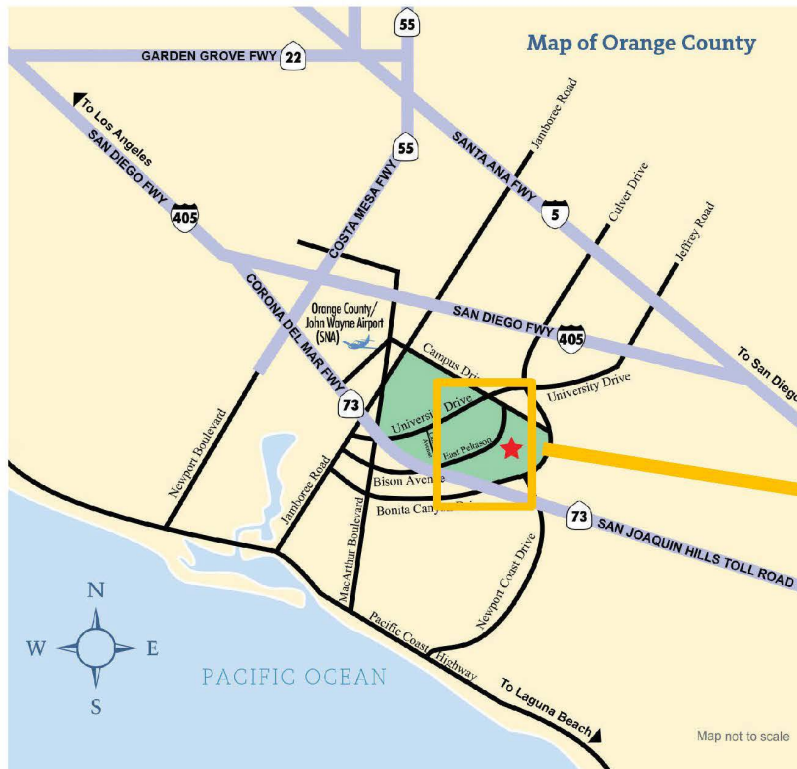 55
Map of Orange County
GARDEN GROVE FWY
22
Jamboree Road
To Los Angeles
SAN DIEGO FWY
SANTA ANA FWY
55
COSTA MESA FWY
Culver Drive
405
5
Jeffrey Road
CORONA DEL MAR FWY
Orange County/
John Wayne Airport
(SNA)
SAN DIEGO FWY
405
To San Diego
Campus Dri
University Drive
73
University Drive
East Peltason
Newport Boulevard
Jamboree Road
Bison Avenue
Bonita Canyon Dri
73
SAN JOAQUIN HILLS TOLL ROAD
MacArthur Boulevard
Newport Coast Drive
N
W
E
S
Pacific Coast Highway
PACIFIC OCEAN
To Laguna Beach
Map not to scale